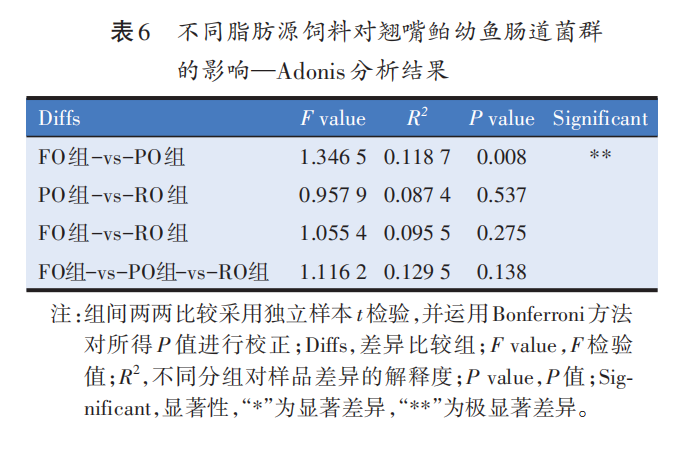 表6 不同脂肪源饲料对翘嘴鲌幼鱼肠道菌群
的影响—Adonis分析结果
Diffs F value R² P value Significant
FO组-vs-PO组 1.346 5 0.118 7 0.008 **
PO组-vs-RO组 0.957 9 0.087 4 0.537
FO组-vs-RO组 1.055 4 0.095 5 0.275
FO组-vs-PO组-vs-RO组 1.116 2 0.129 5 0.138
注:组间两两比较采用独立样本t检验,并运用Bonferroni方法
对所得P值进行校正;Diffs,差异比较组;F value,F检验
值;R²,不同分组对样品差异的解释度;P value,P值;Sig-
nificant,显著性,“*”为显著差异,“**”为极显著差异。